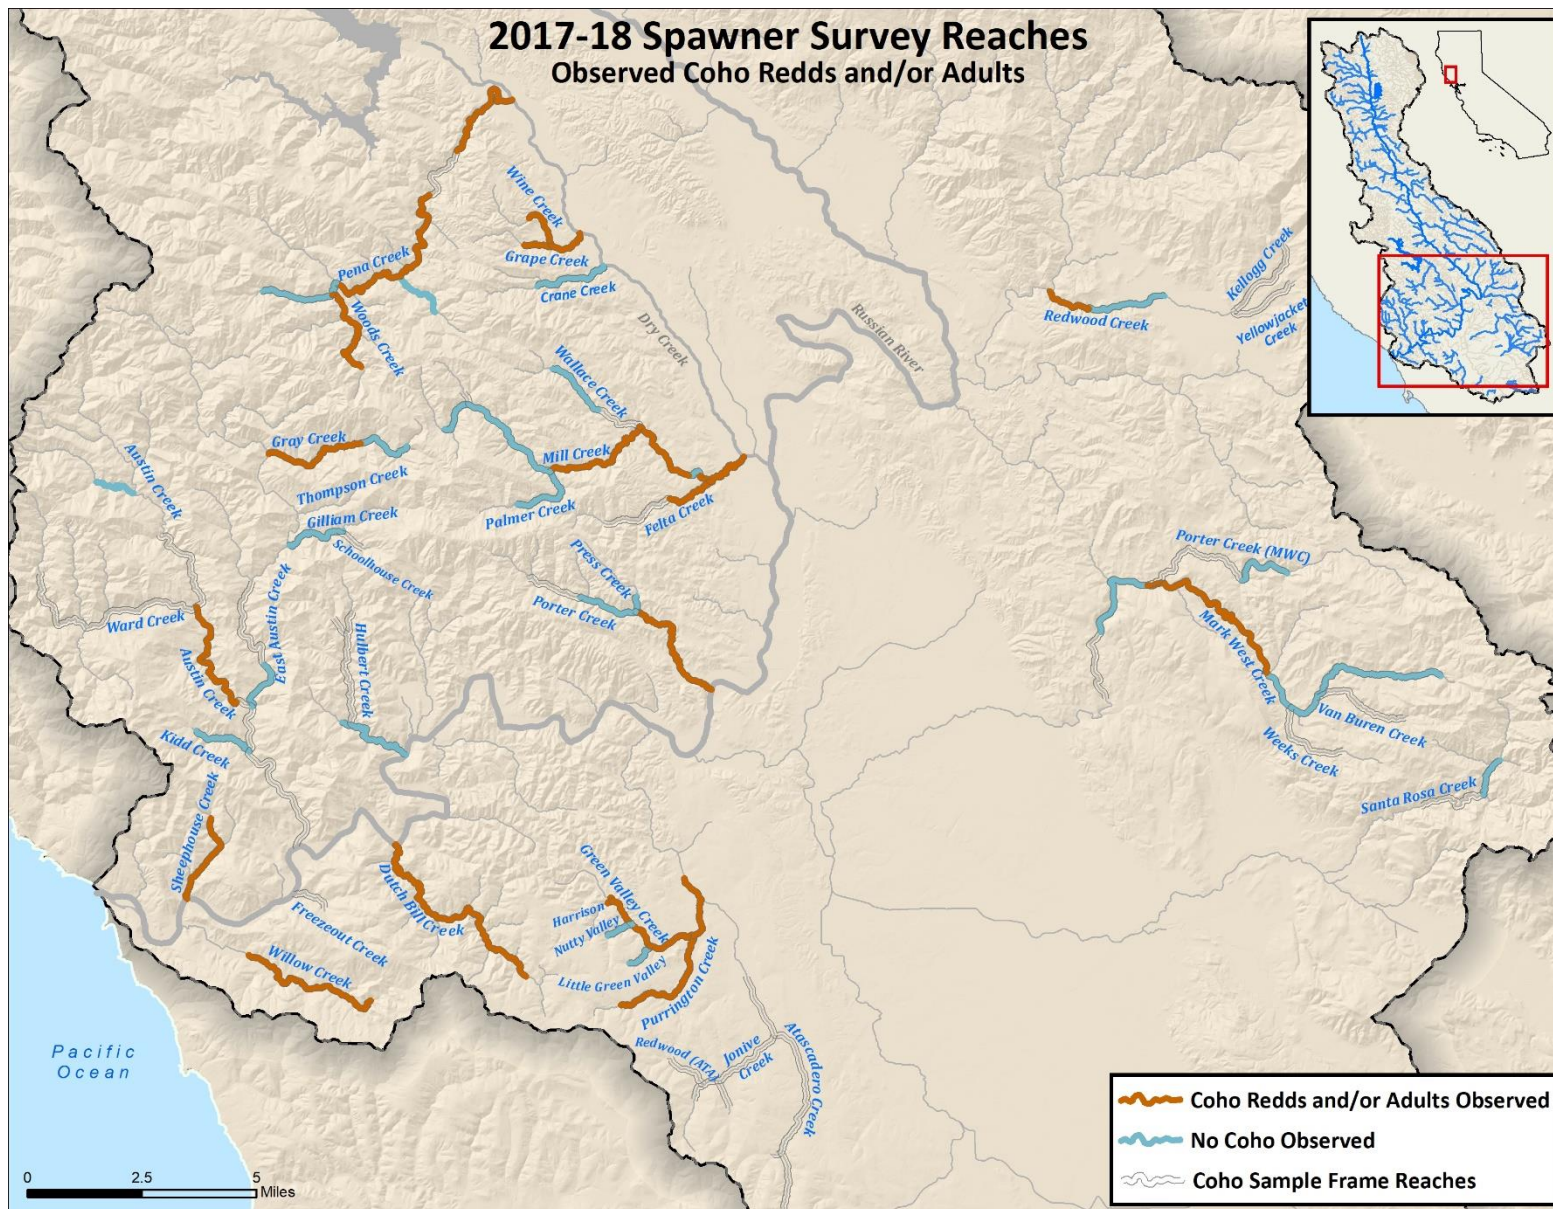 2017-18 Spawner Survey Reaches
Observed Coho Redds and/or Adults
Wine Creek
Grape Creek
Pena Creek
Crane Creek
Woods Creek
Dry Creek
Russian River
Kellogg Creek
Yellowjacket
Creek
Redwood Creek
Wallace Creek
Gray Creek
Mill Creek
Austin Creek
Thompson Creek
Palmer Creek
Felta Creek
Gilliam Creek
Schoolhouse Creek
Press Creek
Porter Creek
Porter Creek (MWC)
East Austin Creek
Ward Creek
Hulbert Creek
Austin Creek
Mark West Creek
Van Buren Creek
Weeks Creek
Kidd Creek
Santa Rosa Creek
Sheephouse Creek
Dutch Bill Creek
Green Valley Creek
Harrison
Nutty Valley
Freezeout Creek
Little Green Valley
Willow Creek
Purrington Creek
Redwood (ATA)
Jonive
Creek
Atascadero Creek
Pacific
Ocean
Coho Redds and/or Adults Observed
No Coho Observed
Coho Sample Frame Reaches
0 2.5 5
Miles